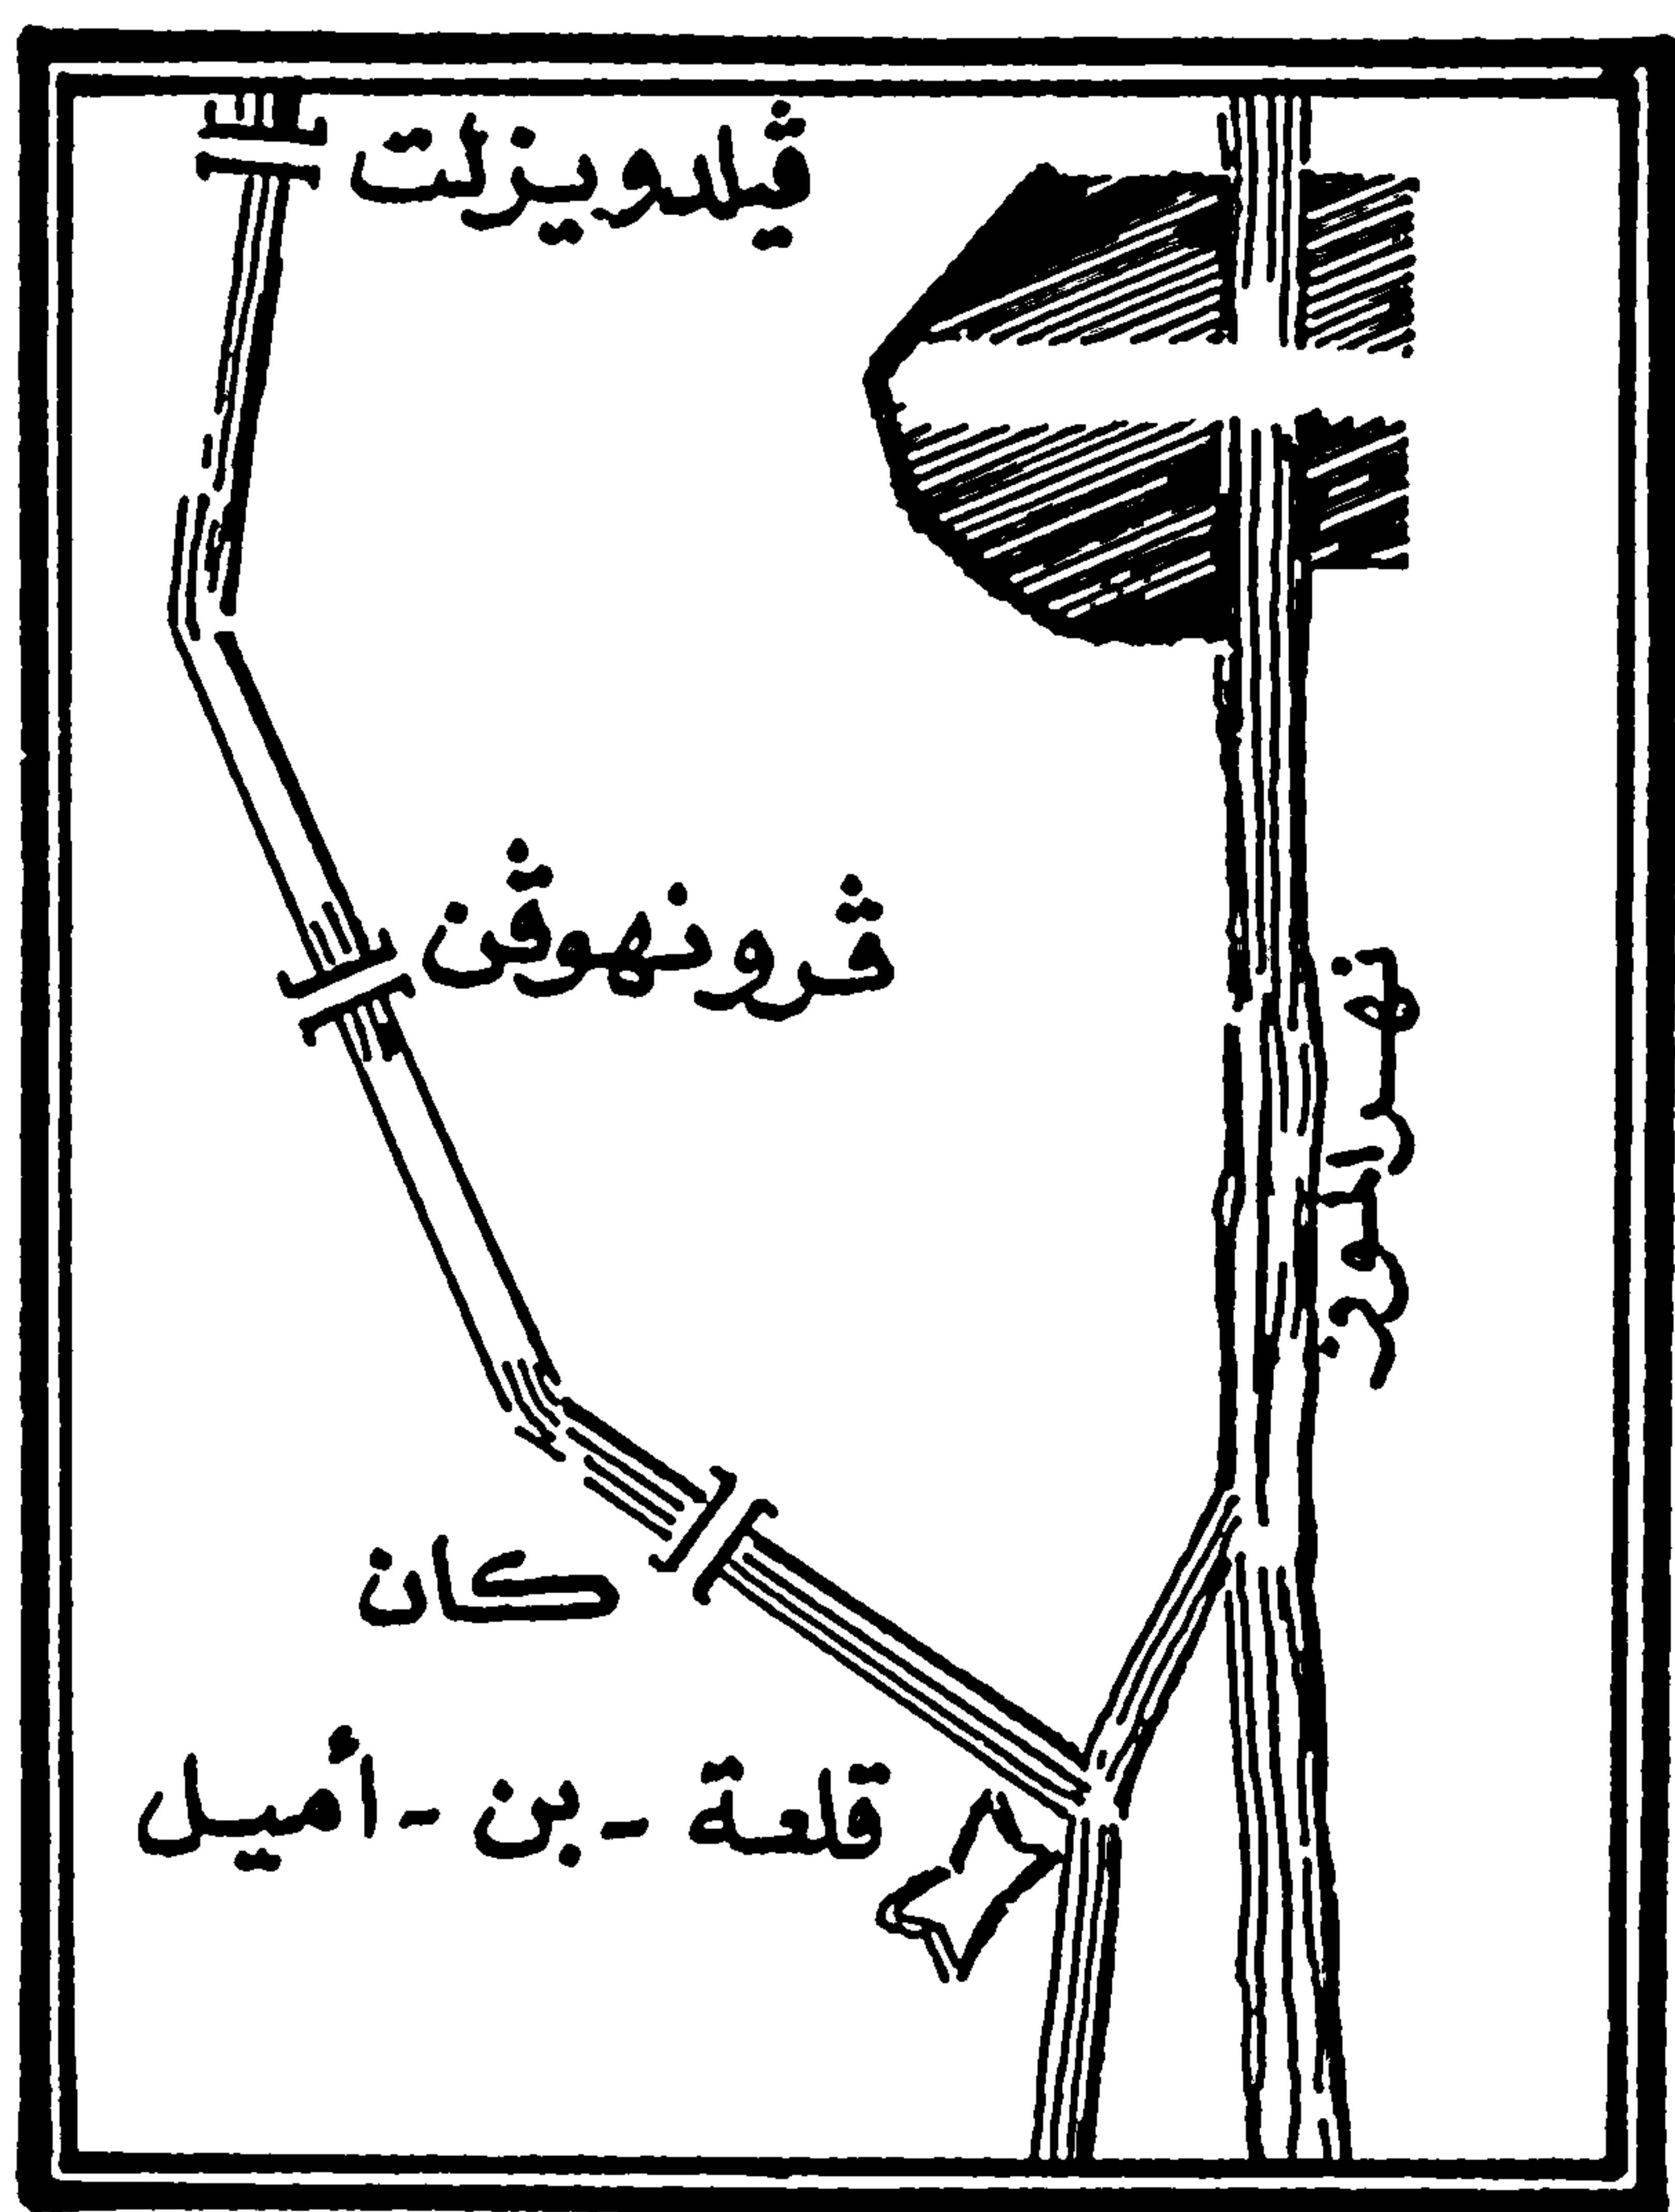 ڤيلدويزلت
ڤرونهوڤن
نهر الموز
كان
قلعة - بن - أميل